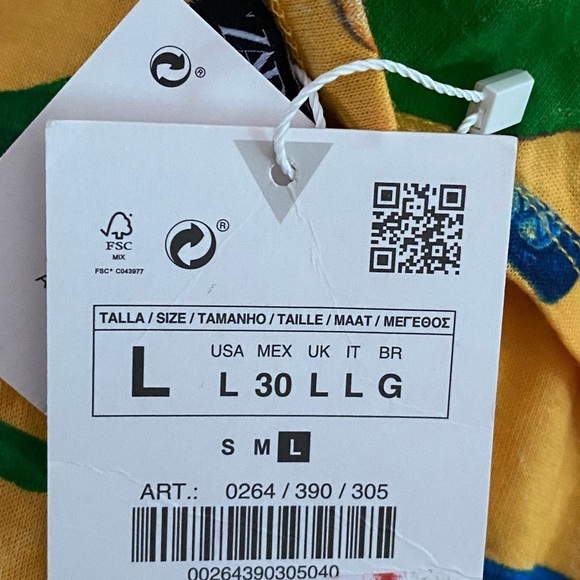 ®
®
FSC
MIX
FSC® C043977
TALLA / SIZE / TAMANHO / TAILLE / MAAT / ΜΕΓΕΘΟΣ
L
USA MEX UK IT BR
L 30 L L G
S M L
ART.: 0264 / 390 / 305
00264390305040